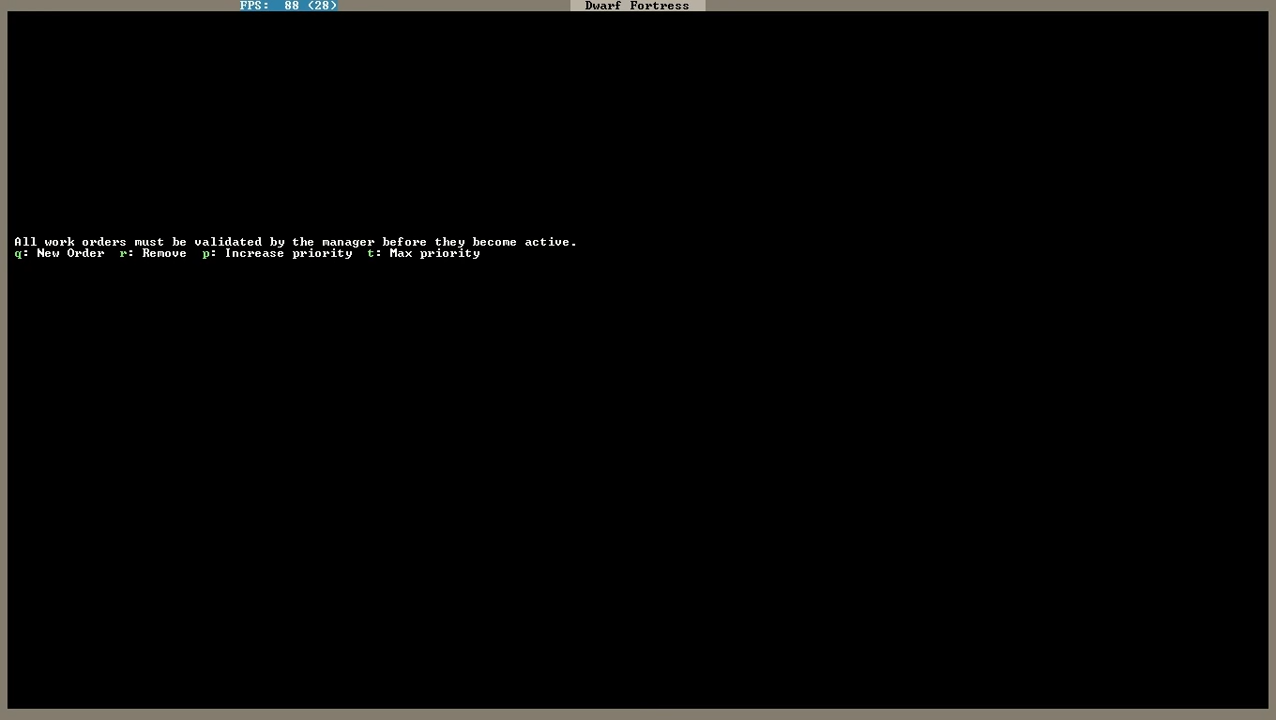 FPS:  88 (28)
Dwarf Fortress
All work orders must be validated by the manager before they become active.
q: New Order  r: Remove  p: Increase priority  t: Max priority